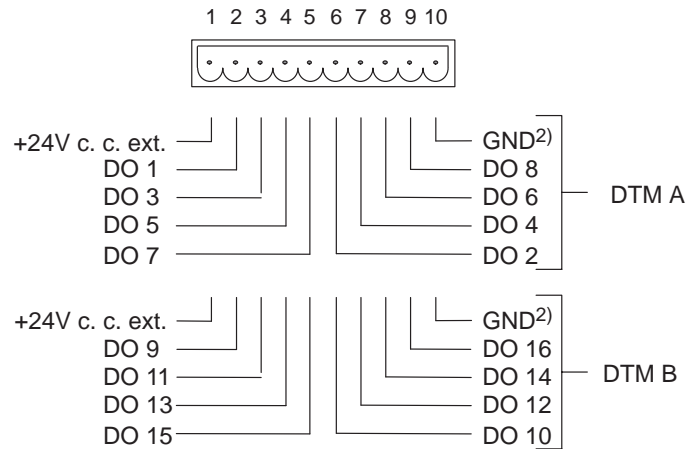 1 2 3 4 5 6 7 8 9 10
+24V c. c. ext. GND2)
DO 1 DO 8
DO 3 DO 6 DTM A
DO 5 DO 4
DO 7 DO 2
+24V c. c. ext. GND2)
DO 9 DO 16
DO 11 DO 14 DTM B
DO 13 DO 12
DO 15 DO 10